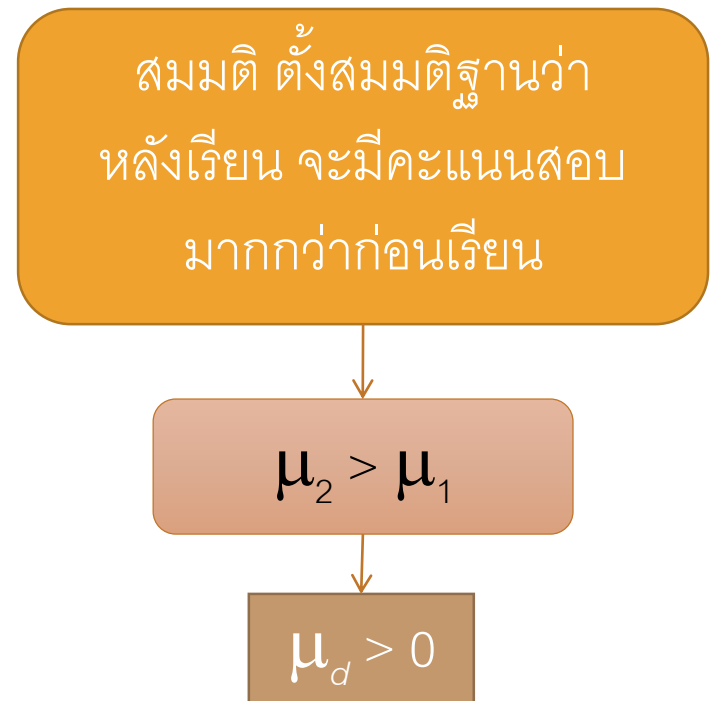 สมมติ ตั้งสมมติฐานว่า
หลังเรียน จะมีคะแนนสอบ
มากกว่าก่อนเรียน
μ₂ > μ₁
μ_d > 0